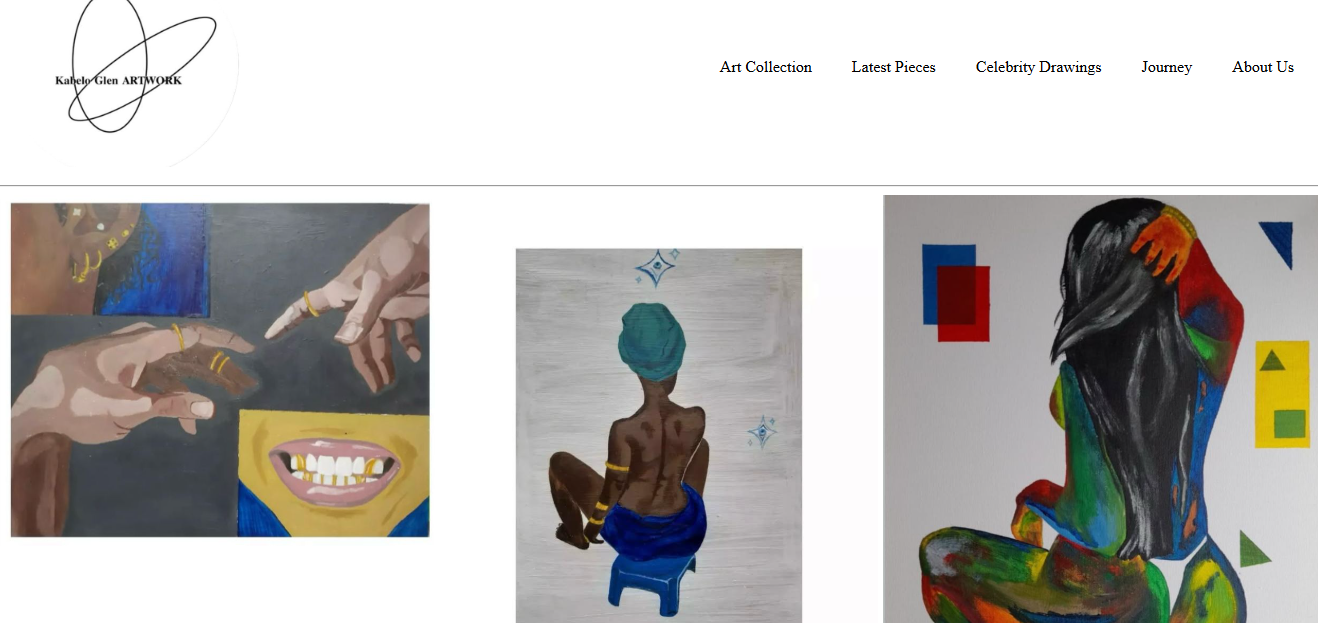 Kabelo Glen ARTWORK
Art Collection
Latest Pieces
Celebrity Drawings
Journey
About Us